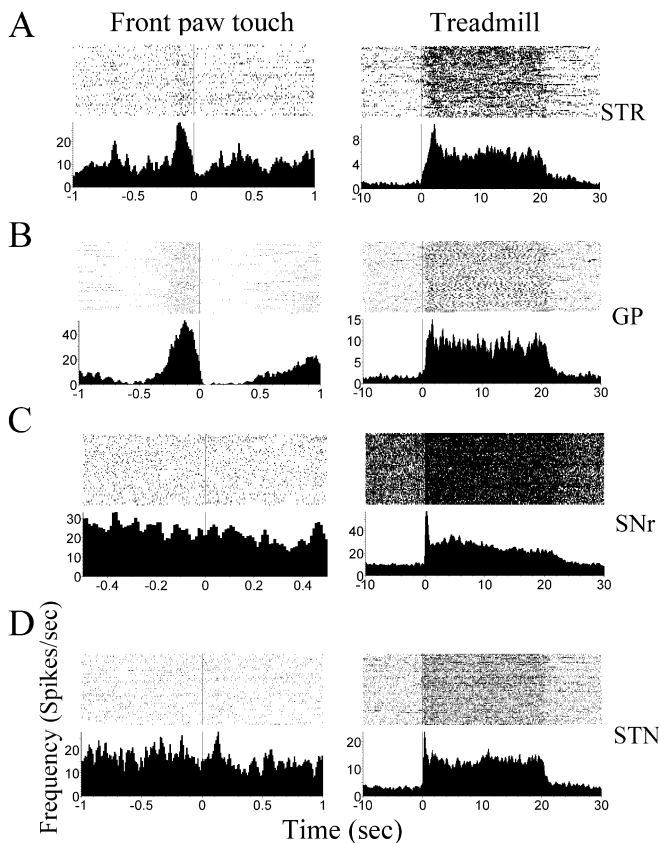 Front paw touch
Treadmill
A
20
10
0
-1 -0.5 0 0.5 1
8
4
0
-10 0 10 20 30
STR
B
40
20
0
-1 -0.5 0 0.5 1
15
10
5
0
-10 0 10 20 30
GP
C
30
20
10
0
-0.4 -0.2 0 0.2 0.4
40
20
0
-10 0 10 20 30
SNr
D
20
10
0
-1 -0.5 0 0.5 1
20
10
0
-10 0 10 20 30
STN
Frequency (Spikes/sec)
Time (sec)